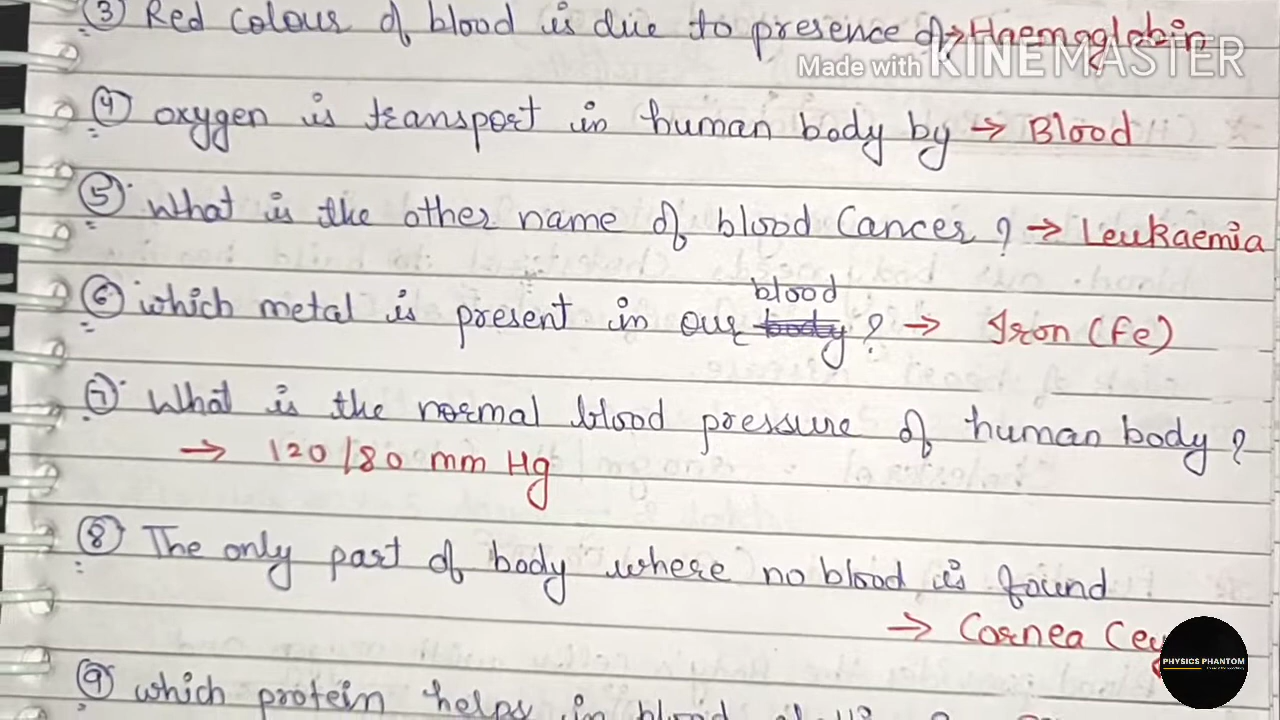 ③ Red colour of blood is due to presence of → Haemoglobin
Made with KINEMASTER
④ oxygen is transport in human body by → Blood
⑤ What is the other name of blood Cancer ? → Leukaemia
blood
⑥ which metal is present in our body ? → Iron (Fe)
⑦ What is the normal blood pressure of human body ?
→ 120/80 mm Hg
⑧ The only part of body where no blood is found
→ Cornea
PHYSICS PHANTOM
⑨ which protein helps in blood